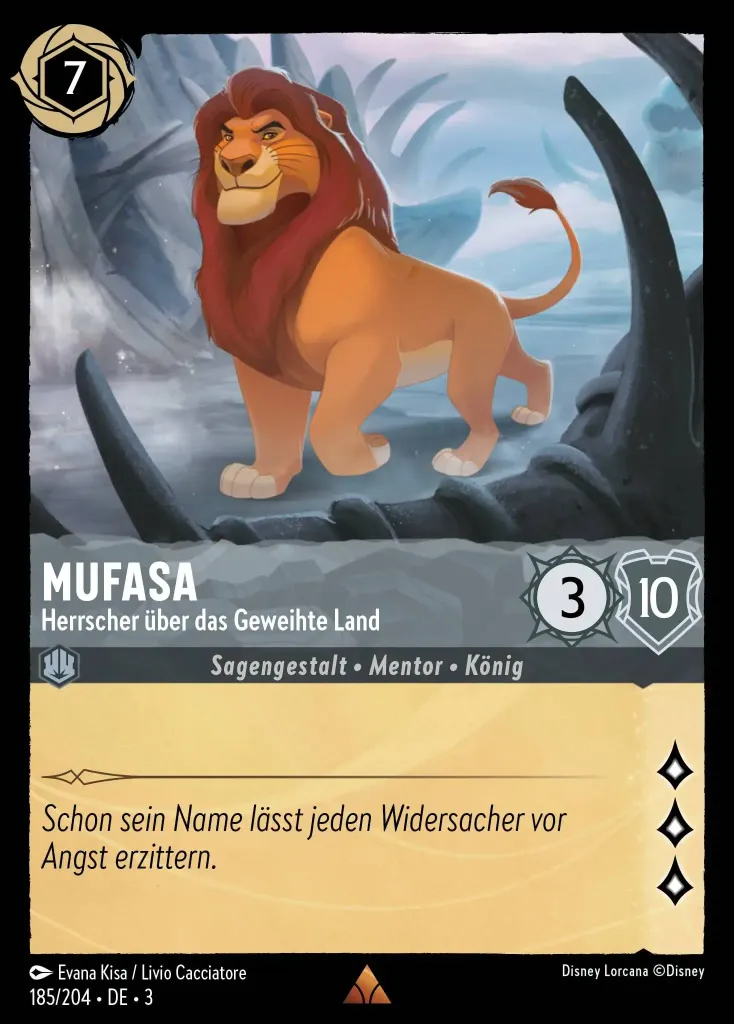 7
MUFASA
Herrscher über das Geweihte Land
3
10
Sagengestalt • Mentor • König
Schon sein Name lässt jeden Widersacher vor
Angst erzittern.
Evana Kisa / Livio Cacciatore
Disney Lorcana ©Disney
185/204 • DE • 3